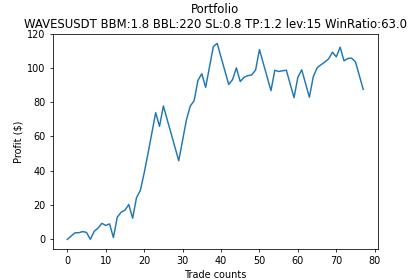 Portfolio
WAVESUSDT BBM:1.8 BBL:220 SL:0.8 TP:1.2 lev:15 WinRatio:63.0
120
100
80
60
40
20
0
Profit ($)
0 10 20 30 40 50 60 70 80
Trade counts